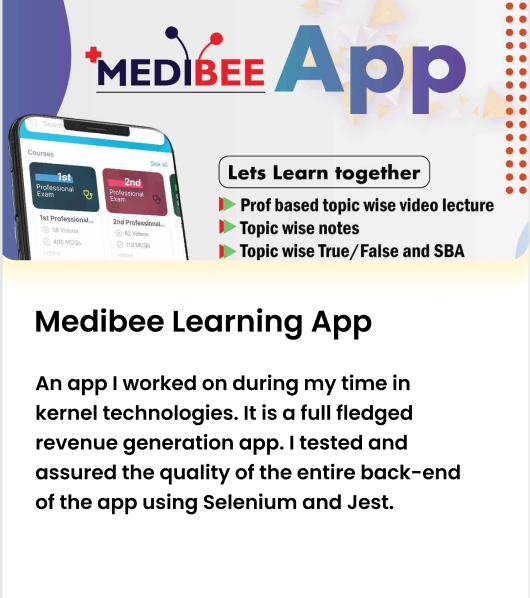 MEDIBEE App
Search
Courses
See all
1st
Professional
Exam
2nd
Professional
Exam
1st Professional...
58 Videos
480 MCQs
2nd Professional...
82 Videos
112 MCQs
Lets Learn together
Prof based topic wise video lecture
Topic wise notes
Topic wise True/False and SBA
Medibee Learning App
An app I worked on during my time in
kernel technologies. It is a full fledged
revenue generation app. I tested and
assured the quality of the entire back-end
of the app using Selenium and Jest.